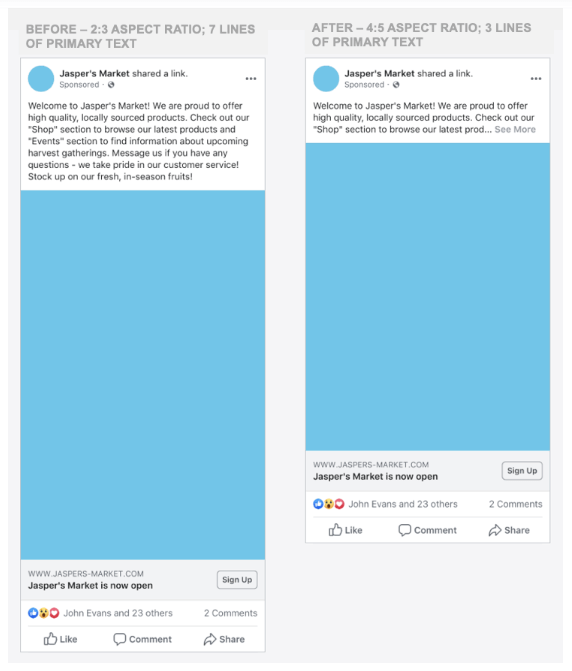 BEFORE – 2:3 ASPECT RATIO; 7 LINES
OF PRIMARY TEXT
Jasper's Market shared a link.
Sponsored ·
Welcome to Jasper's Market! We are proud to offer
high quality, locally sourced products. Check out our
"Shop" section to browse our latest products and
"Events" section to find information about upcoming
harvest gatherings. Message us if you have any
questions - we take pride in our customer service!
Stock up on our fresh, in-season fruits!
WWW.JASPERS-MARKET.COM
Jasper's Market is now open
Sign Up
John Evans and 23 others
2 Comments
Like
Comment
Share
AFTER – 4:5 ASPECT RATIO; 3 LINES
OF PRIMARY TEXT
Jasper's Market shared a link.
Sponsored ·
Welcome to Jasper's Market! We are proud to offer
high quality, locally sourced products. Check out our
"Shop" section to browse our latest prod... See More
WWW.JASPERS-MARKET.COM
Jasper's Market is now open
Sign Up
John Evans and 23 others
2 Comments
Like
Comment
Share